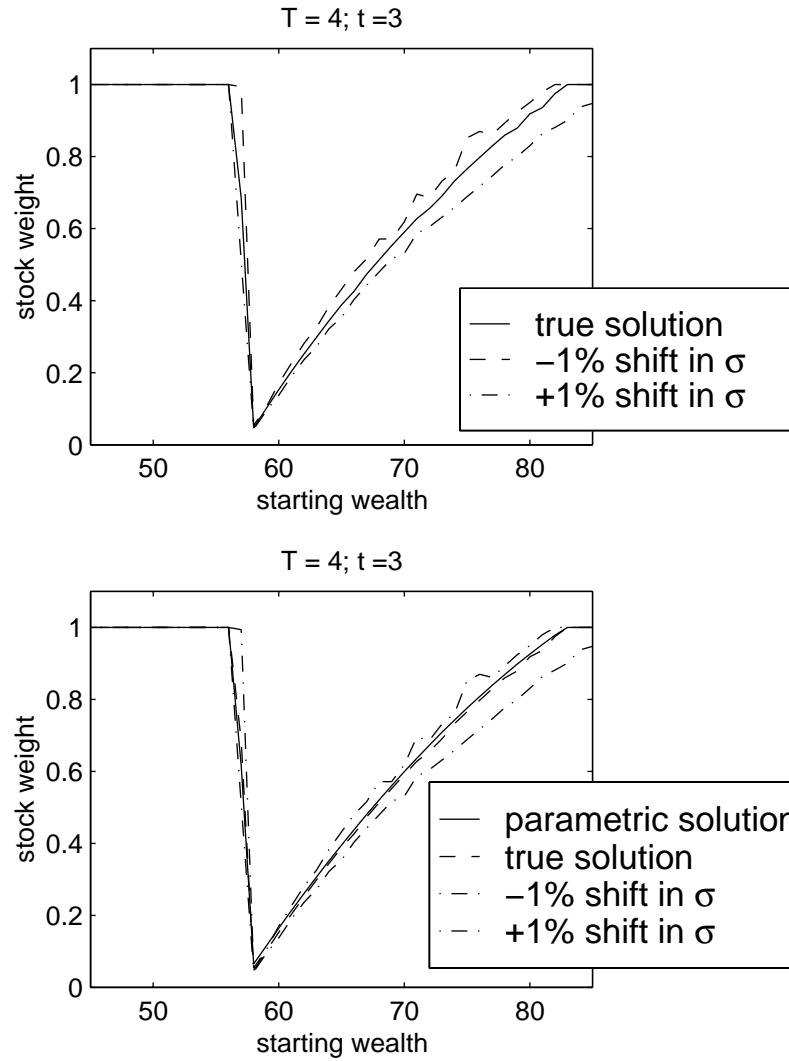 T = 4; t =3
1
0.8
0.6
0.4
0.2
0
stock weight
50 60 70 80
starting wealth
true solution
−1% shift in σ
+1% shift in σ
T = 4; t =3
1
0.8
0.6
0.4
0.2
0
stock weight
50 60 70 80
starting wealth
parametric solution
true solution
−1% shift in σ
+1% shift in σ